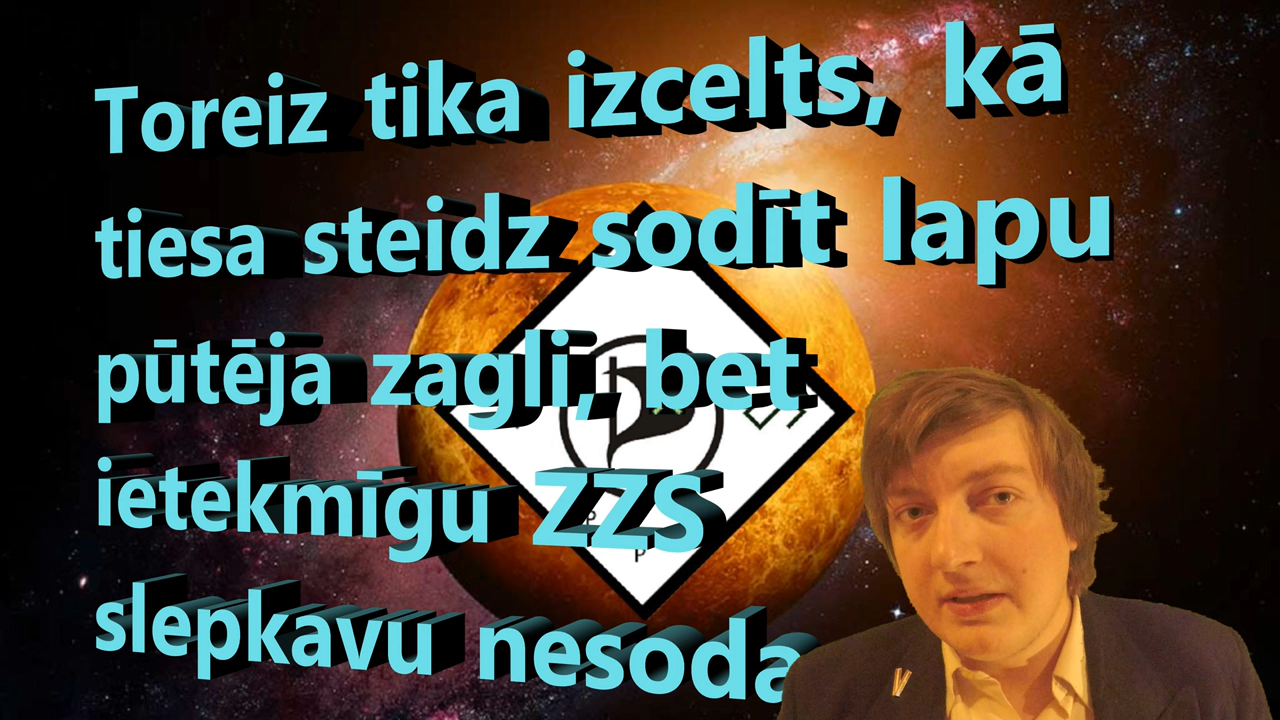 Toreiz tika izcelts, kā
tiesa steidz sodīt lapu
pūtēja zagli, bet
ietekmīgu ZZS
slepkavu nesoda
P
P